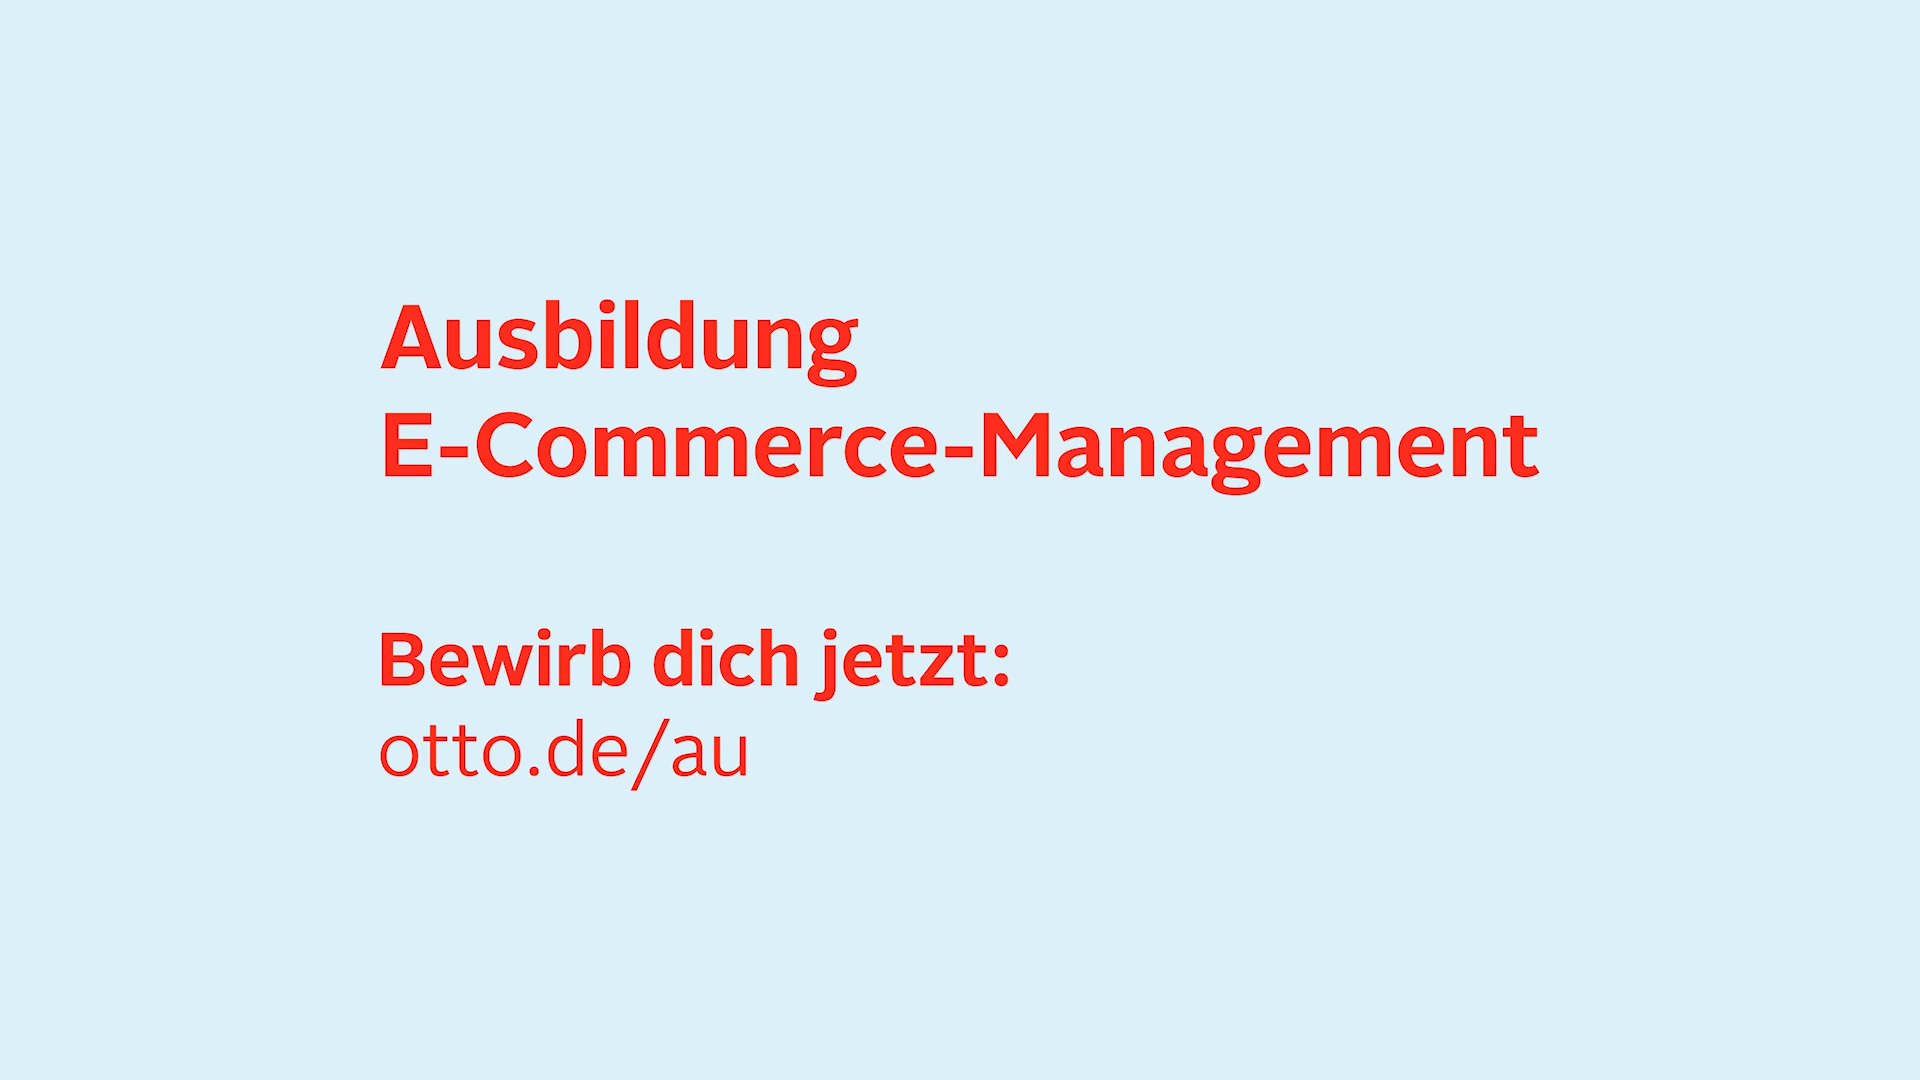 Ausbildung
E-Commerce-Management
Bewirb dich jetzt:
otto.de/au